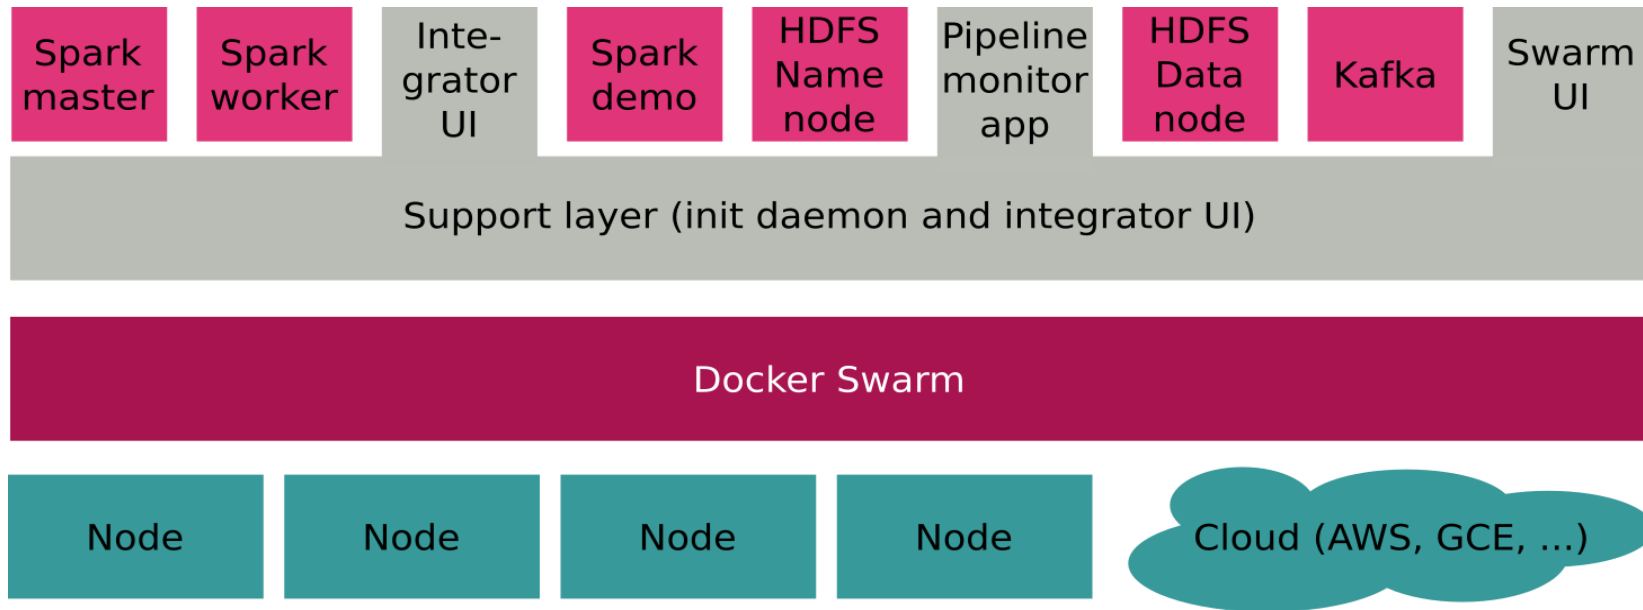 Spark
master
Spark
worker
Inte-
grator
UI
Spark
demo
HDFS
Name
node
Pipeline
monitor
app
HDFS
Data
node
Kafka
Swarm
UI
Support layer (init daemon and integrator UI)
Docker Swarm
Node
Node
Node
Node
Cloud (AWS, GCE, ...)